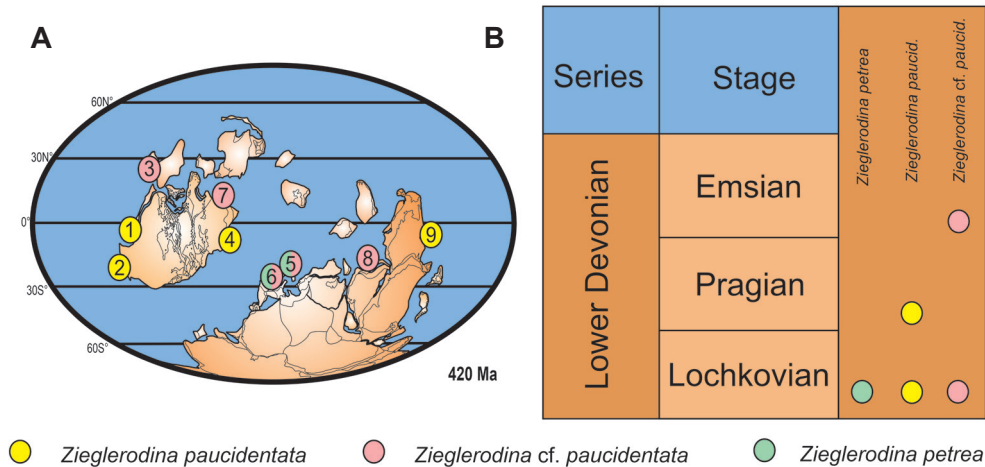 A
60N°
30N
0°
30S°
60S°
1
2
3
4
5
6
7
8
9
420 Ma
B
Series
Stage
Zieglerodina petrea
Zieglerodina paucid.
Zieglerodina cf. paucid.
Lower Devonian
Emsian
Pragian
Lochkovian
Zieglerodina paucidentata
Zieglerodina cf. paucidentata
Zieglerodina petrea